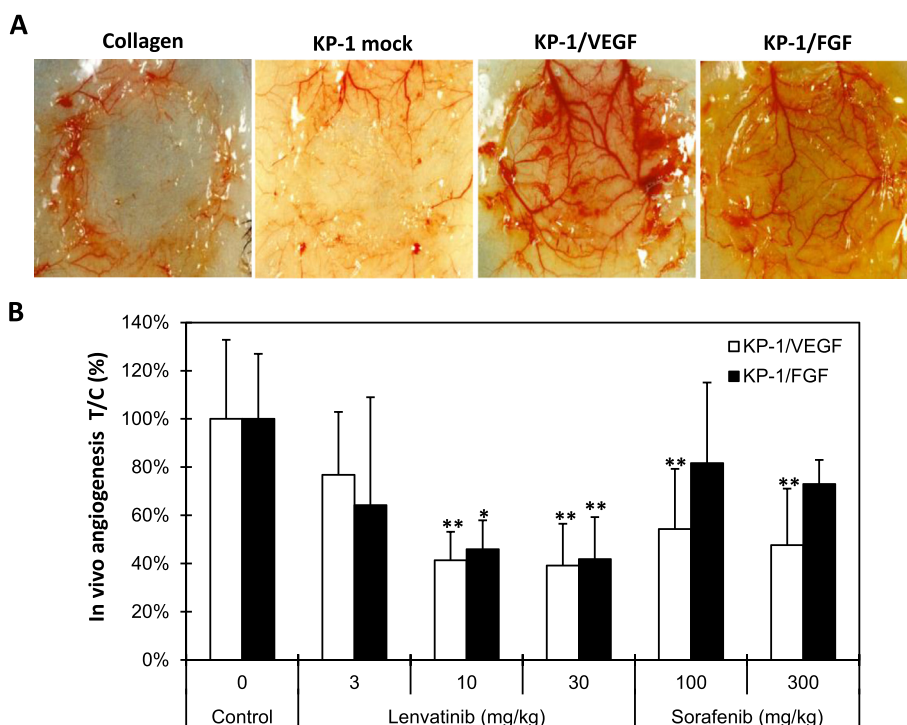 A
Collagen
KP-1 mock
KP-1/VEGF
KP-1/FGF
B
In vivo angiogenesis T/C (%)
140%
120%
100%
80%
60%
40%
20%
0%
KP-1/VEGF
KP-1/FGF
** * ** ** ** **
0 3 10 30 100 300
Control Lenvatinib (mg/kg) Sorafenib (mg/kg)